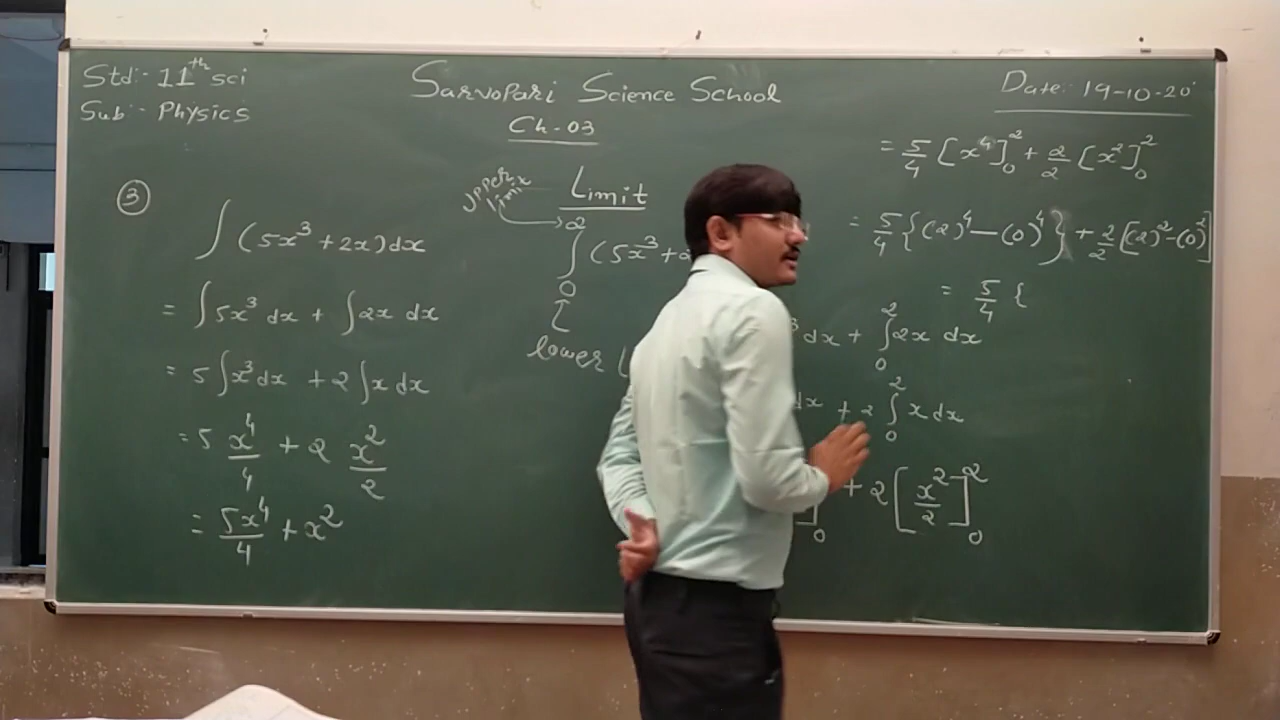 Std:- 11th sci
Sub:- Physics
Sarvopari Science School
Ch-03
Date:- 19-10-20
③
∫(5x³ + 2x)dx
= ∫5x³ dx + ∫2x dx
= 5∫x³dx + 2∫x dx
= 5 x⁴/4 + 2 x²/2
= 5x⁴/4 + x²
Limit
upper
limit
2
∫(5x³+2
0
lower
dx + ∫₀² 2x dx
dx + 2 ∫₀² x dx
]₀ + 2[x²/2]₀²
= 5/4 [x⁴]₀² + 2/2 [x²]₀²
= 5/4 {(2)⁴ — (0)⁴} + 2/2 [(2)² - (0)²]
= 5/4 {